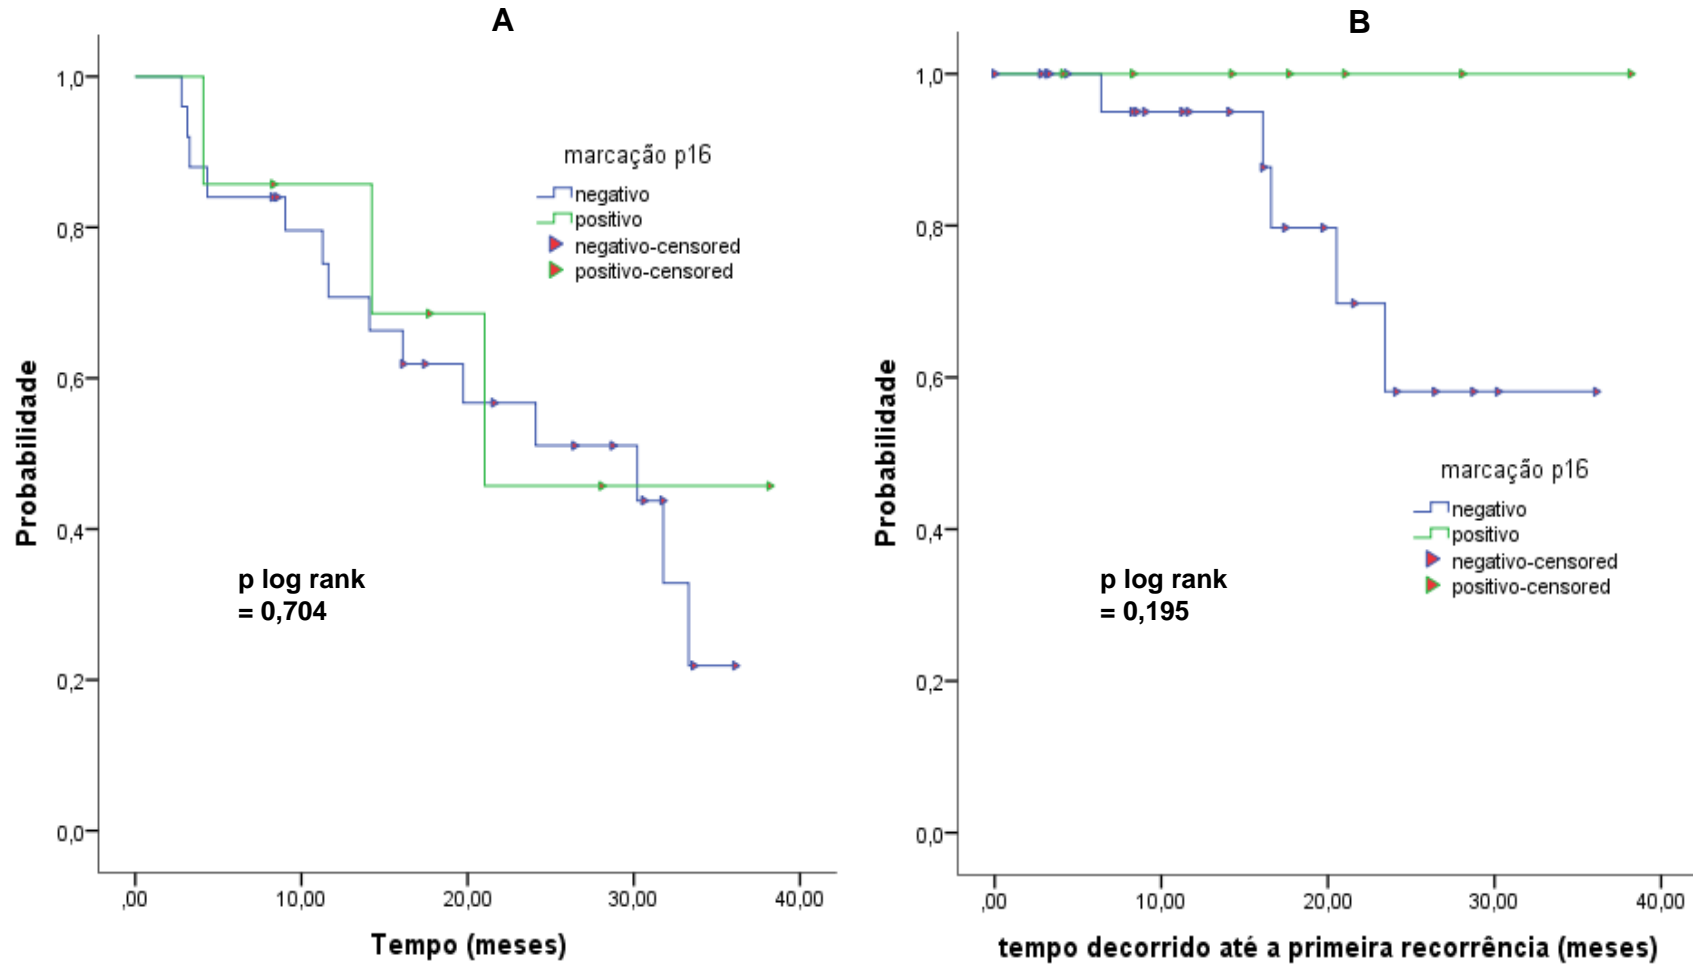 A
Probabilidade
1,0
0,8
0,6
0,4
0,2
0,0
marcação p16
negativo
positivo
negativo-censored
positivo-censored
p log rank
= 0,704
,00
10,00
20,00
30,00
40,00
Tempo (meses)
B
Probabilidade
1,0
0,8
0,6
0,4
0,2
0,0
marcação p16
negativo
positivo
negativo-censored
positivo-censored
p log rank
= 0,195
,00
10,00
20,00
30,00
40,00
tempo decorrido até a primeira recorrência (meses)